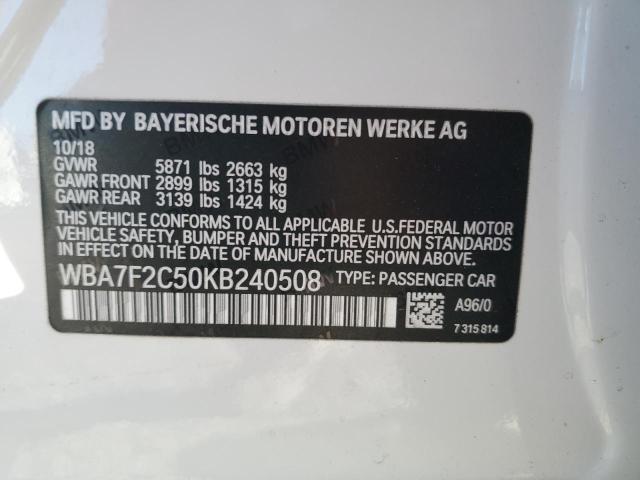 MFD BY BAYERISCHE MOTOREN WERKE AG
10/18
GVWR 5871 lbs 2663 kg
GAWR FRONT 2899 lbs 1315 kg
GAWR REAR 3139 lbs 1424 kg
THIS VEHICLE CONFORMS TO ALL APPLICABLE U.S.FEDERAL MOTOR
VEHICLE SAFETY, BUMPER AND THEFT PREVENTION STANDARDS
IN EFFECT ON THE DATE OF MANUFACTURE SHOWN ABOVE.
WBA7F2C50KB240508 TYPE: PASSENGER CAR
A96/0
7 315 814